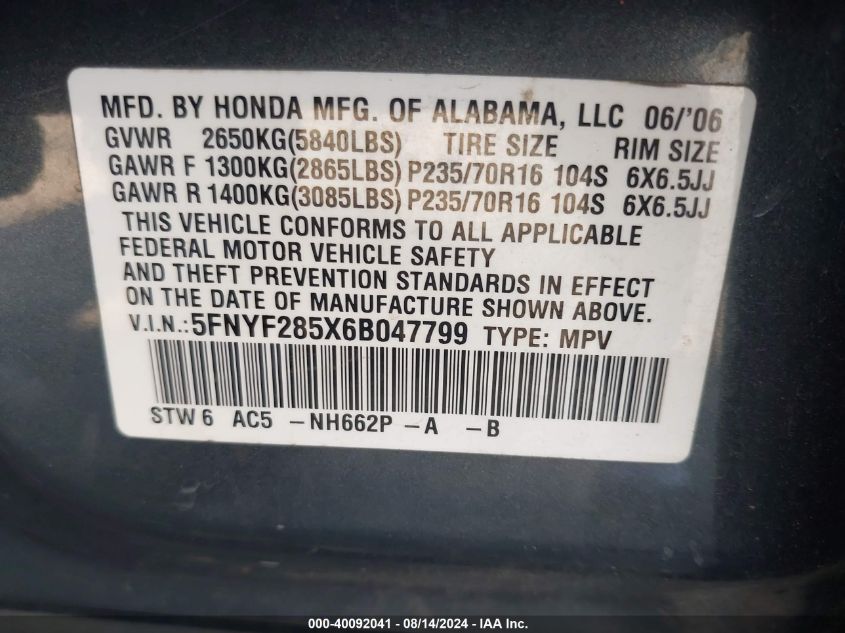 MFD. BY HONDA MFG. OF ALABAMA, LLC 06/'06
GVWR 2650KG(5840LBS) TIRE SIZE RIM SIZE
GAWR F 1300KG(2865LBS) P235/70R16 104S 6X6.5JJ
GAWR R 1400KG(3085LBS) P235/70R16 104S 6X6.5JJ
THIS VEHICLE CONFORMS TO ALL APPLICABLE
FEDERAL MOTOR VEHICLE SAFETY
AND THEFT PREVENTION STANDARDS IN EFFECT
ON THE DATE OF MANUFACTURE SHOWN ABOVE.
V.I.N.:5FNYF285X6B047799 TYPE: MPV
STW 6 AC5 -NH662P -A -B
000-40092041 - 08/14/2024 - IAA Inc.